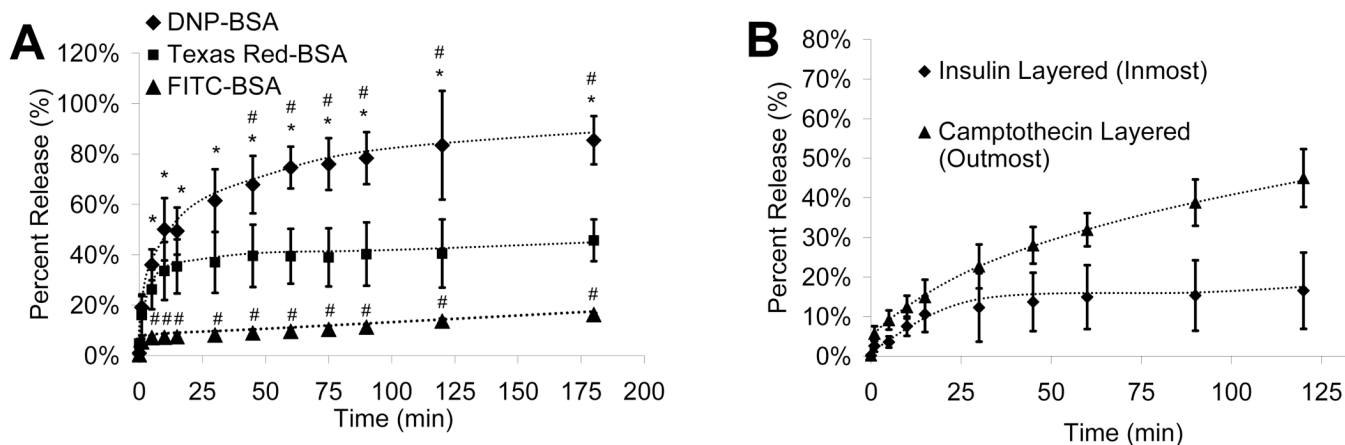 A
◆ DNP-BSA
■ Texas Red-BSA
▲ FITC-BSA
Percent Release (%)
120%
100%
80%
60%
40%
20%
0%
* * * * # * # * # * # * # * # *
# # # # # # # # # #
0 25 50 75 100 125 150 175 200
Time (min)
B
◆ Insulin Layered (Inmost)
▲ Camptothecin Layered
(Outmost)
Percent Release (%)
80%
70%
60%
50%
40%
30%
20%
10%
0%
0 25 50 75 100 125
Time (min)